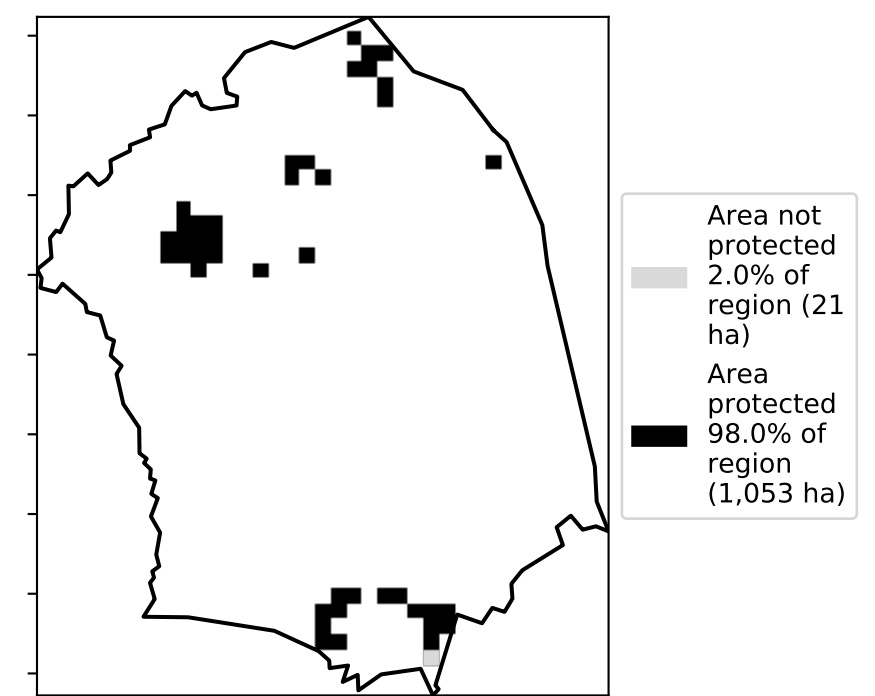 Area not
protected
2.0% of
region (21
ha)
Area
protected
98.0% of
region
(1,053 ha)